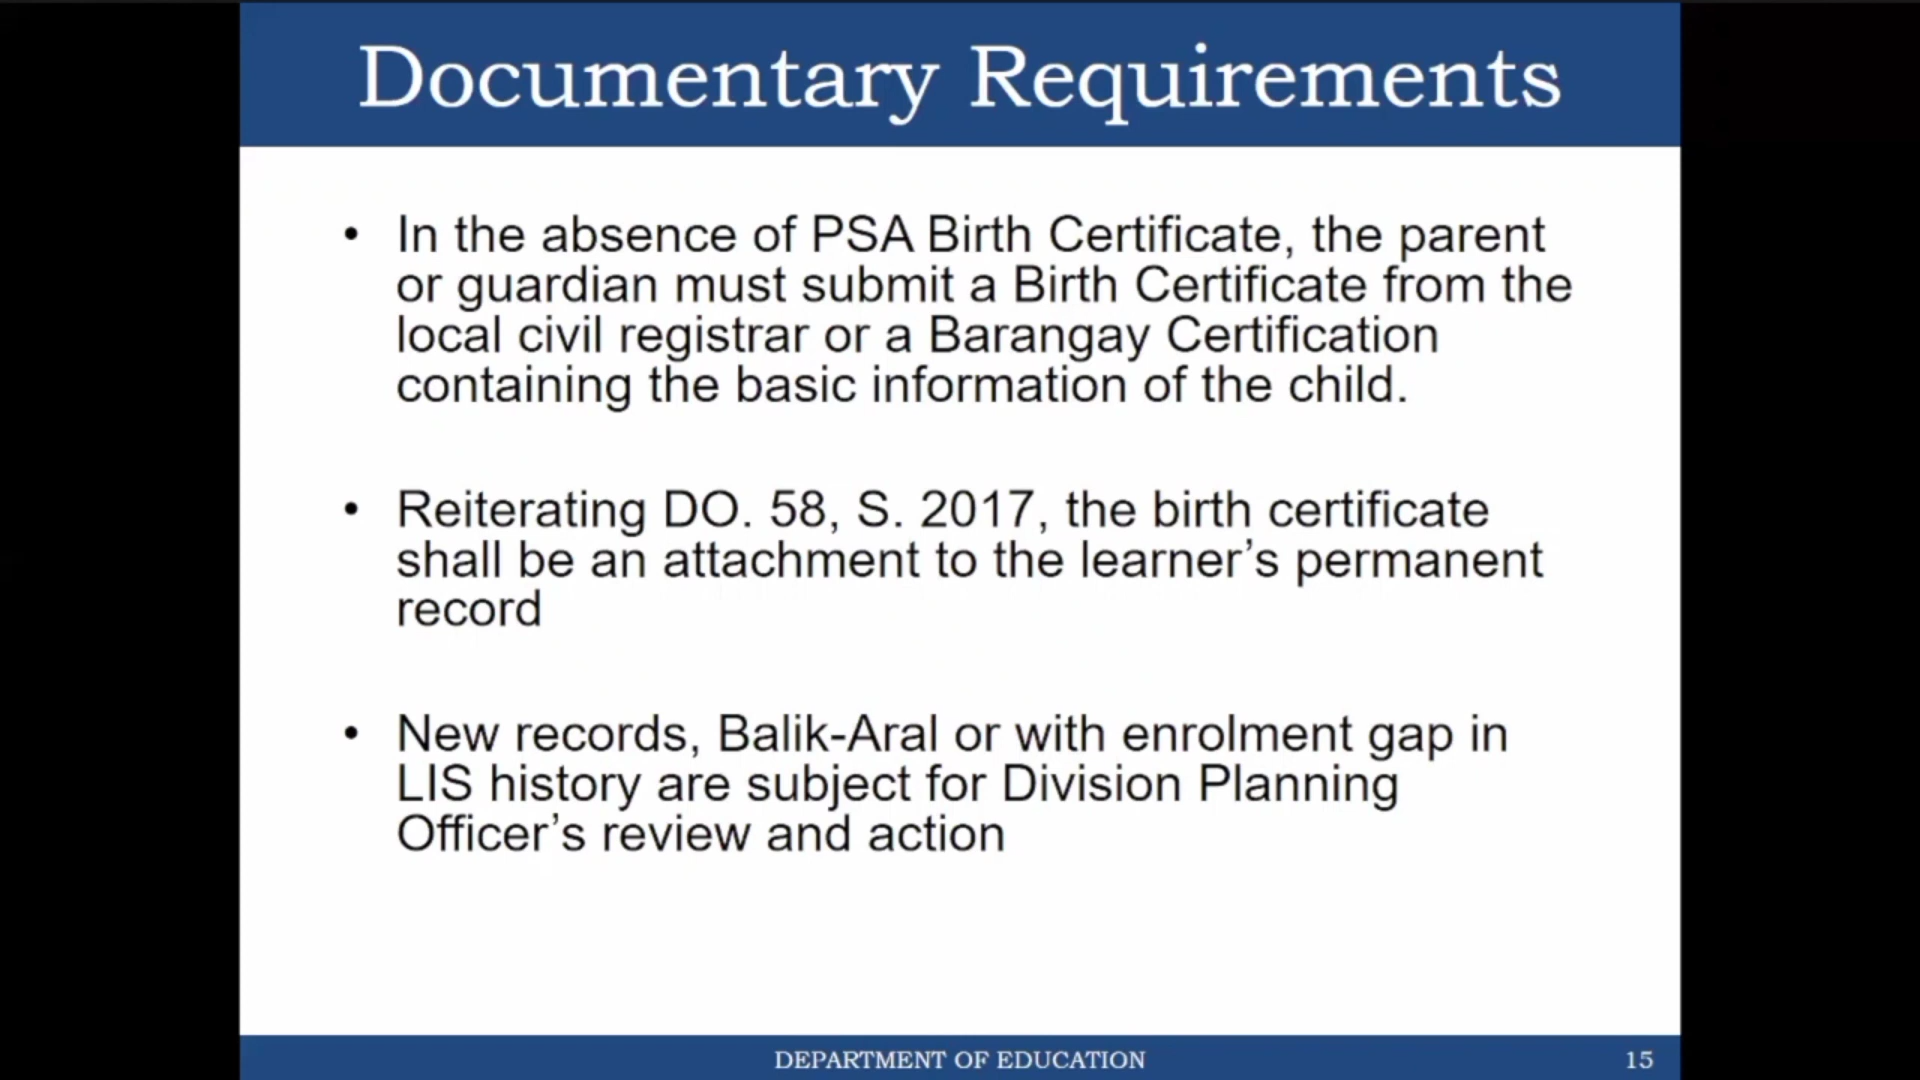 Documentary Requirements
• In the absence of PSA Birth Certificate, the parent
or guardian must submit a Birth Certificate from the
local civil registrar or a Barangay Certification
containing the basic information of the child.
• Reiterating DO. 58, S. 2017, the birth certificate
shall be an attachment to the learner’s permanent
record
• New records, Balik-Aral or with enrolment gap in
LIS history are subject for Division Planning
Officer’s review and action
DEPARTMENT OF EDUCATION
15